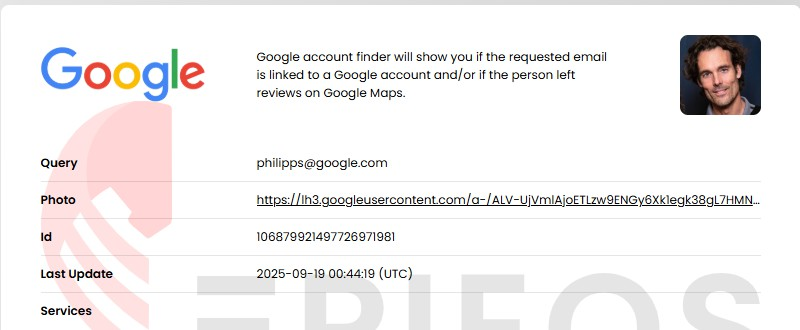 Google
Google account finder will show you if the requested email
is linked to a Google account and/or if the person left
reviews on Google Maps.
Query philipps@google.com
Photo https://lh3.googleusercontent.com/a-/ALV-UjVmlAjoETLzw9ENGy6Xk1egk38gL7HMN...
Id 106879921497726971981
Last Update 2025-09-19 00:44:19 (UTC)
Services
EPIEOS